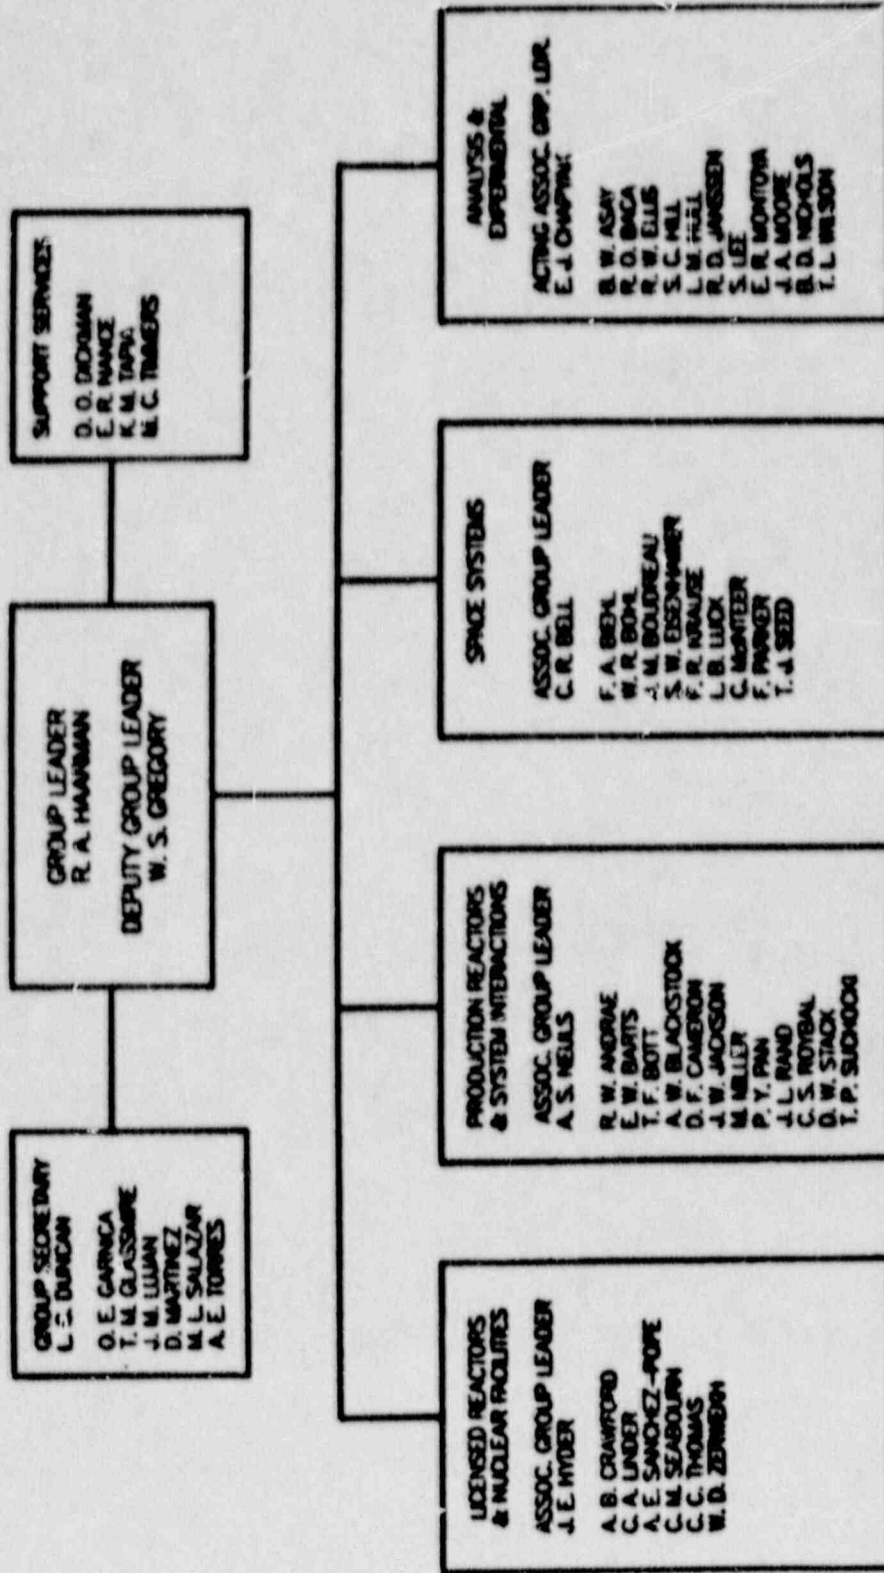 GROUP SECRETARY
L. S. DUNCAN
O. E. GARNICA
T. M. GLASSMIRE
J. M. LUJAN
D. MARTINEZ
M. L. SALAZAR
A. E. TORRES
GROUP LEADER
R. A. HAARMAN
DEPUTY GROUP LEADER
W. S. GREGORY
SUPPORT SERVICES
D. O. DICKMAN
E. R. NANCE
K. M. TAPIA
M. C. TIMMERS
LICENSED REACTORS
& NUCLEAR FACILITIES
ASSOC. GROUP LEADER
J. E. HYDER
A. B. CRAWFORD
C. A. LINDER
A. E. SANCHEZ-POPE
C. M. SEABOURN
C. C. THOMAS
W. D. ZERWEKH
PRODUCTION REACTORS
& SYSTEM INTERACTIONS
ASSOC. GROUP LEADER
A. S. NEULS
R. W. ANDRAE
E. W. BARTS
T. F. BOTT
A. W. BLACKSTOCK
D. F. CAMERON
J. W. JACKSON
M. MILLER
P. Y. PAN
J. L. RAND
C. S. ROYBAL
D. W. STACK
T. P. SUCHOCKI
SPACE SYSTEMS
ASSOC. GROUP LEADER
C. R. BELL
F. A. BIEHL
W. R. BOHL
J. M. BOUDREAU
S. W. EISENHAWER
F. R. KRAUSE
L. B. LUCK
C. McINTEER
F. PARKER
T. J. SEED
ANALYSIS &
EXPERIMENTAL
ACTING ASSOC. GRP. LDR.
E. J. CHAPYAK
B. W. ASAY
R. O. BACA
R. W. ELLIS
S. C. HILL
L. M. HULL
R. D. JANSSEN
S. LEE
E. R. MONTOYA
J. A. MOORE
B. D. NICHOLS
T. L. WILSON